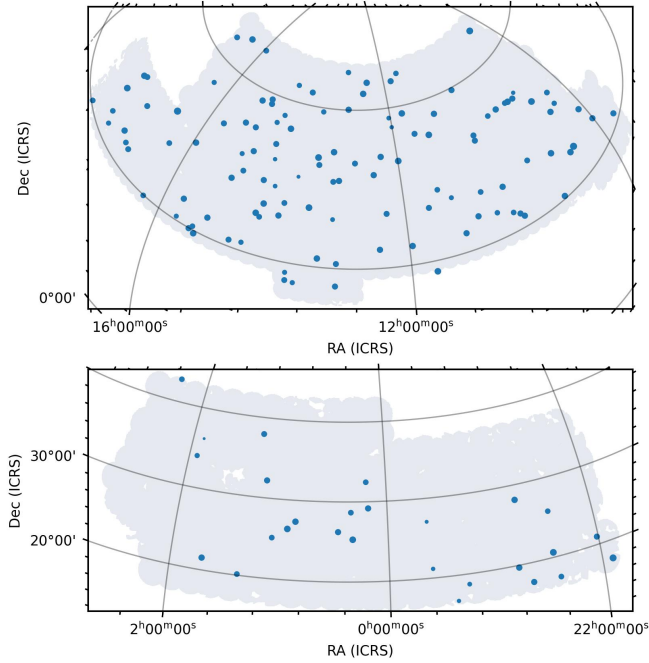 Dec (ICRS)
0°00'
16ʰ00ᵐ00ˢ 12ʰ00ᵐ00ˢ
RA (ICRS)
Dec (ICRS)
30°00'
20°00'
2ʰ00ᵐ00ˢ 0ʰ00ᵐ00ˢ 22ʰ00ᵐ00ˢ
RA (ICRS)